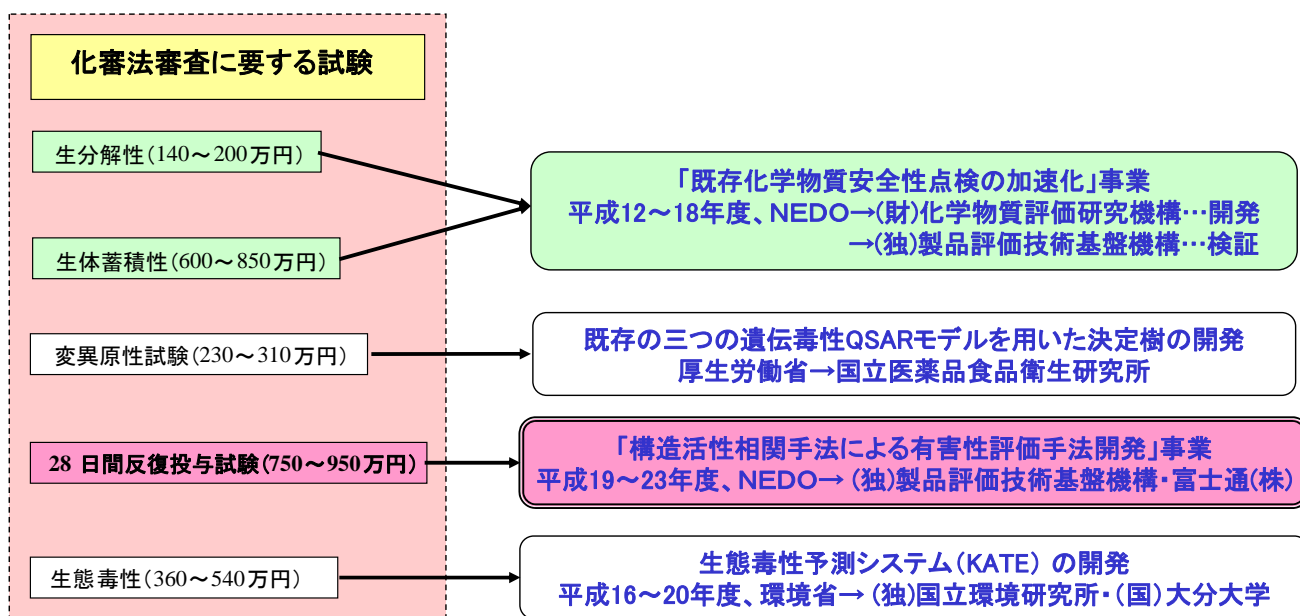 化審法審査に要する試験
生分解性(140～200万円)
生体蓄積性(600～850万円)
変異原性試験(230～310万円)
28 日間反復投与試験(750～950万円)
生態毒性(360～540万円)
「既存化学物質安全性点検の加速化」事業
平成12～18年度、NEDO→(財)化学物質評価研究機構…開発
→(独)製品評価技術基盤機構…検証
既存の三つの遺伝毒性QSARモデルを用いた決定樹の開発
厚生労働省→国立医薬品食品衛生研究所
「構造活性相関手法による有害性評価手法開発」事業
平成19～23年度、NEDO→ (独)製品評価技術基盤機構・富士通(株)
生態毒性予測システム(KATE) の開発
平成16～20年度、環境省→ (独)国立環境研究所・(国)大分大学